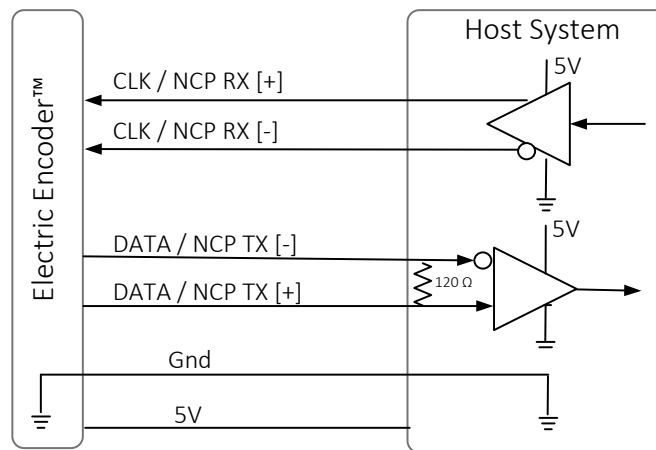 Host System
5V
CLK / NCP RX [+]
CLK / NCP RX [-]
Electric Encoder™
5V
DATA / NCP TX [-]
120 Ω
DATA / NCP TX [+]
Gnd
5V